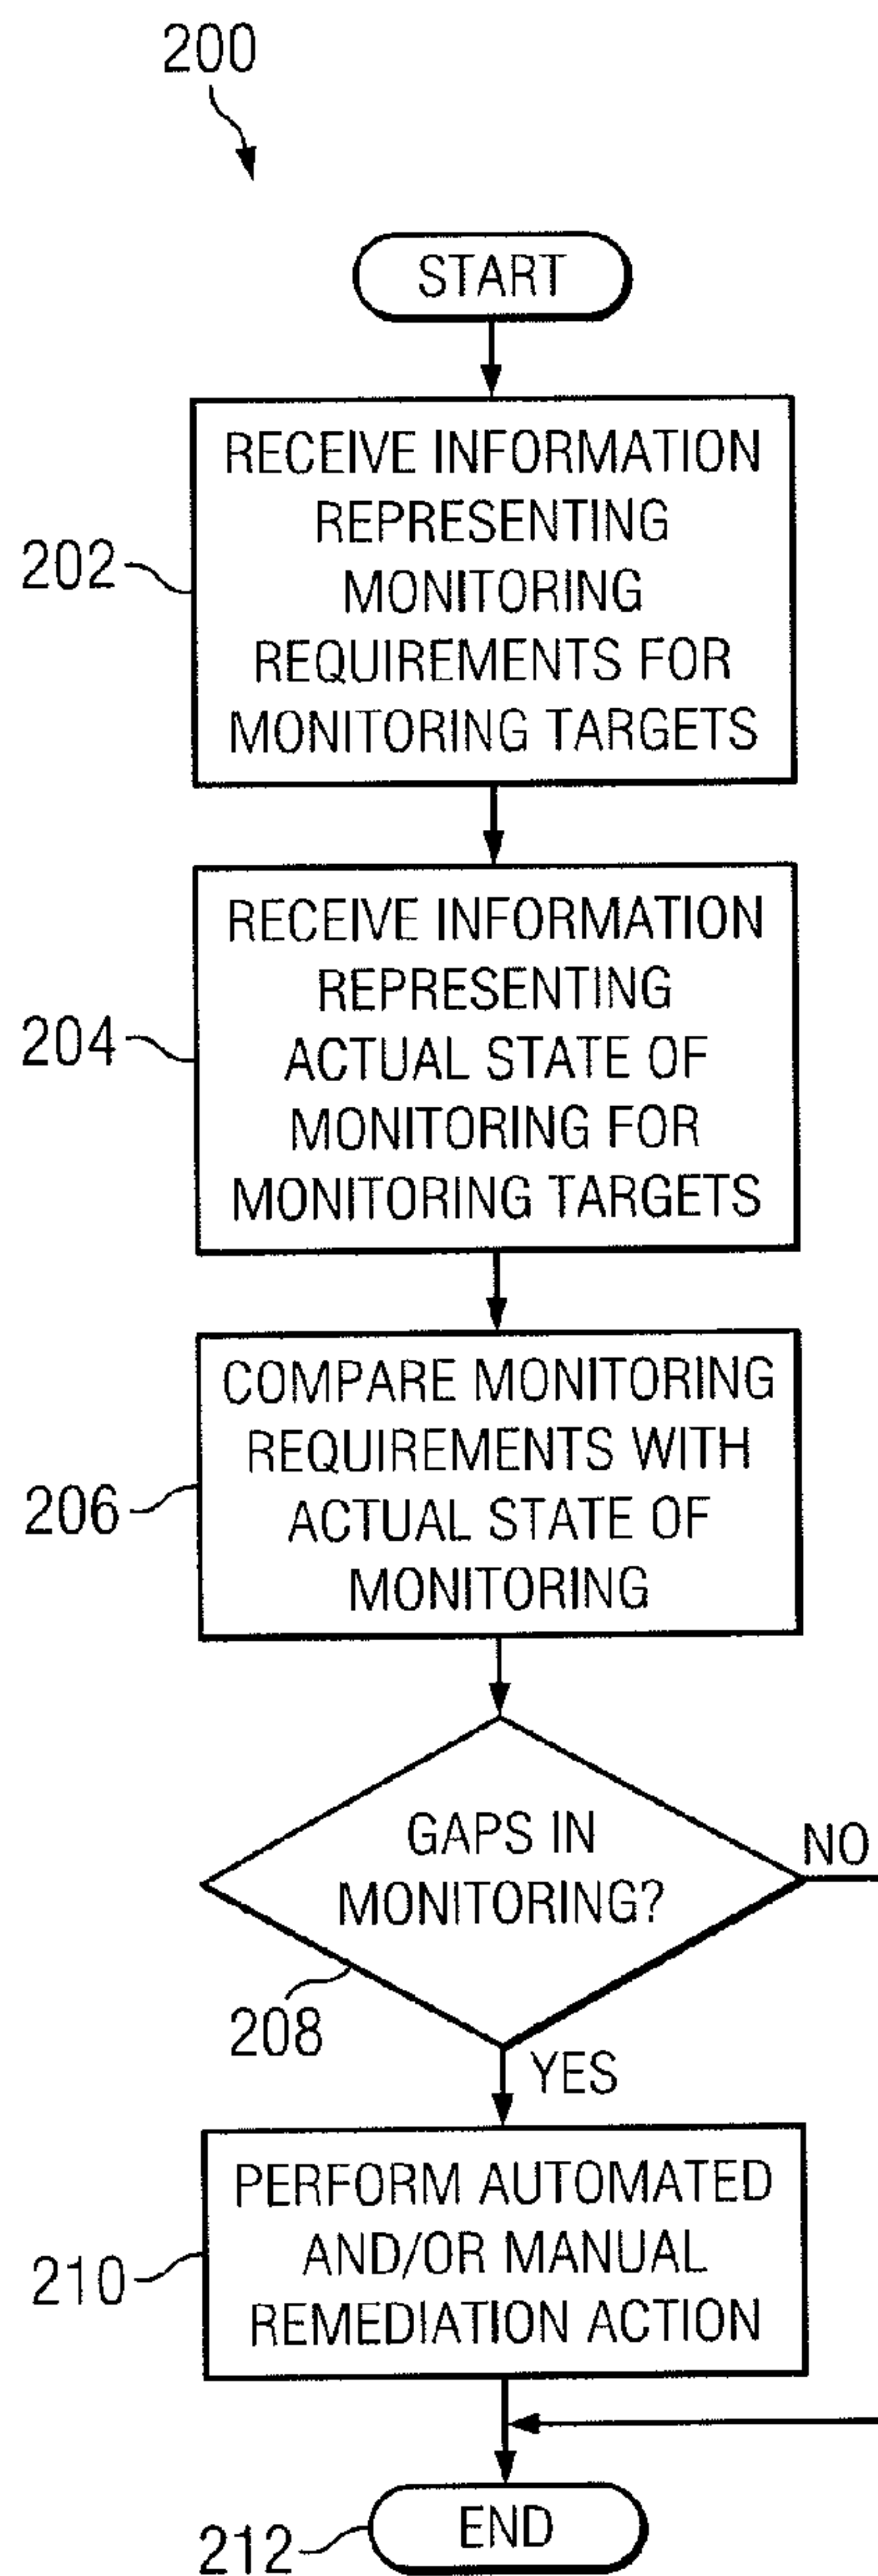 200
START
RECEIVE INFORMATION
REPRESENTING
MONITORING
REQUIREMENTS FOR
MONITORING TARGETS
202
RECEIVE INFORMATION
REPRESENTING
ACTUAL STATE OF
MONITORING FOR
MONITORING TARGETS
204
COMPARE MONITORING
REQUIREMENTS WITH
ACTUAL STATE OF
MONITORING
206
GAPS IN
MONITORING?
NO
208
YES
PERFORM AUTOMATED
AND/OR MANUAL
REMEDIATION ACTION
210
END
212